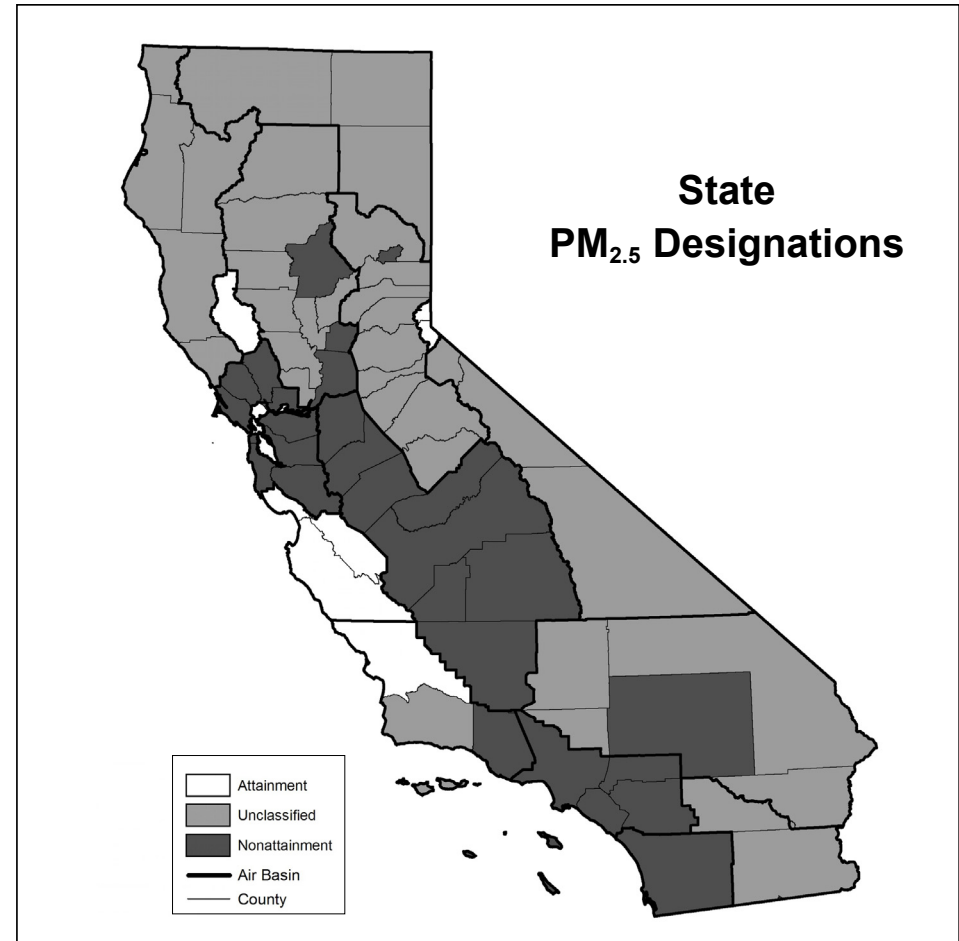 State
PM2.5 Designations
Attainment
Unclassified
Nonattainment
Air Basin
County